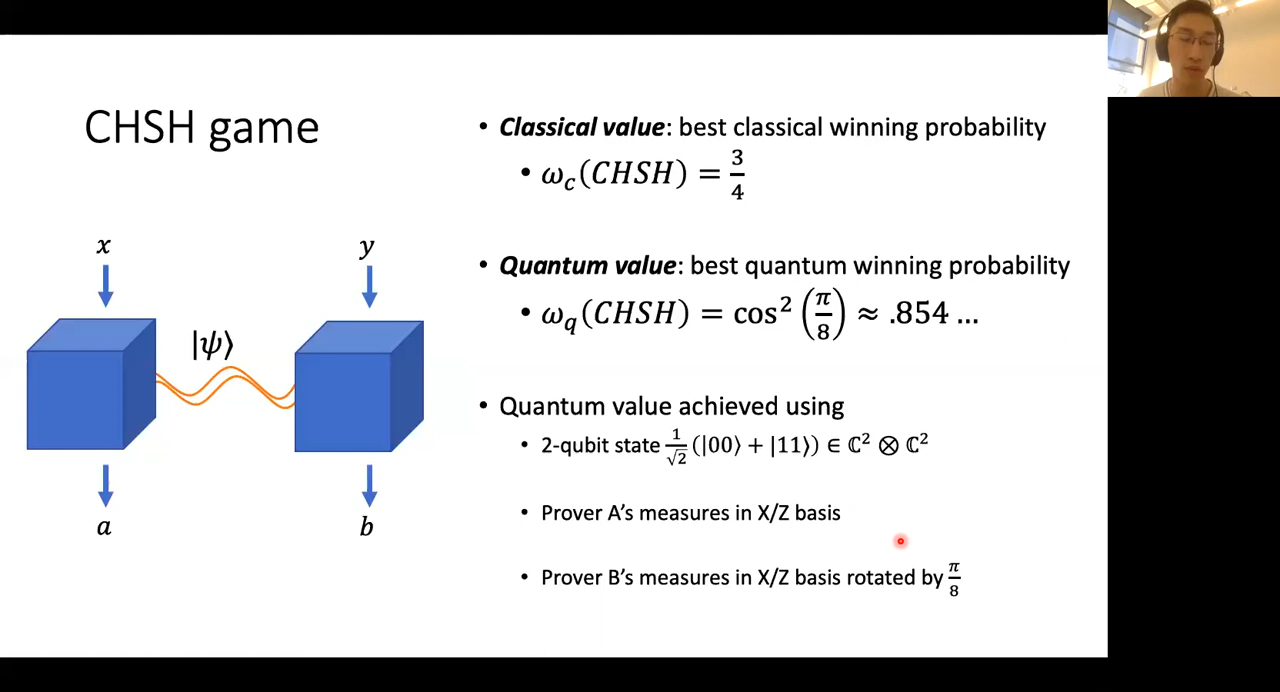 CHSH game
x
y
|ψ⟩
a
b
• Classical value: best classical winning probability
• ω_c(CHSH) = 3/4
• Quantum value: best quantum winning probability
• ω_q(CHSH) = cos² (π/8) ≈ .854 ...
• Quantum value achieved using
• 2-qubit state 1/√2 (|00⟩ + |11⟩) ∈ ℂ² ⊗ ℂ²
• Prover A's measures in X/Z basis
• Prover B's measures in X/Z basis rotated by π/8